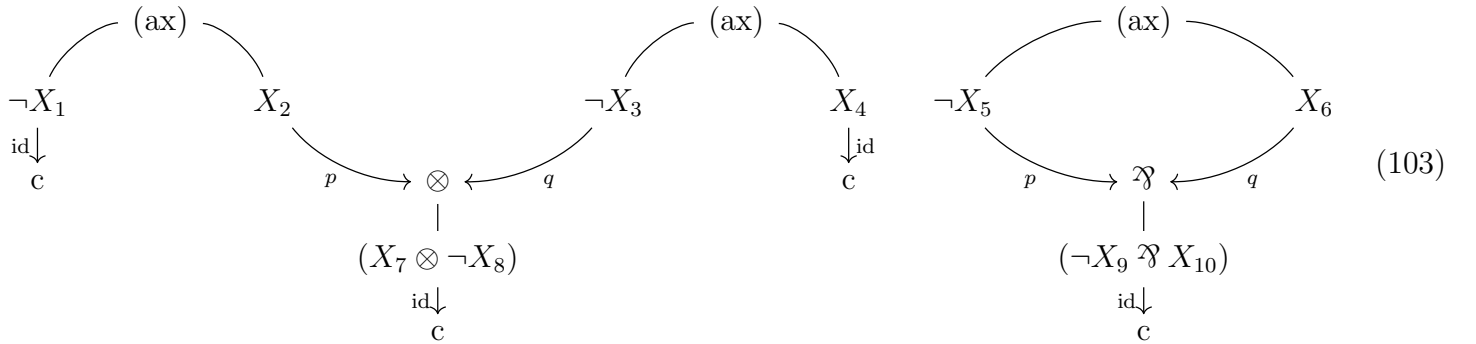 (ax) (ax) (ax)
¬X₁ X₂ ¬X₃ X₄ ¬X₅ X₆
id id
c p ⊗ q c p ⅋ q (103)
(X₇ ⊗ ¬X₈) (¬X₉ ⅋ X₁₀)
id id
c c